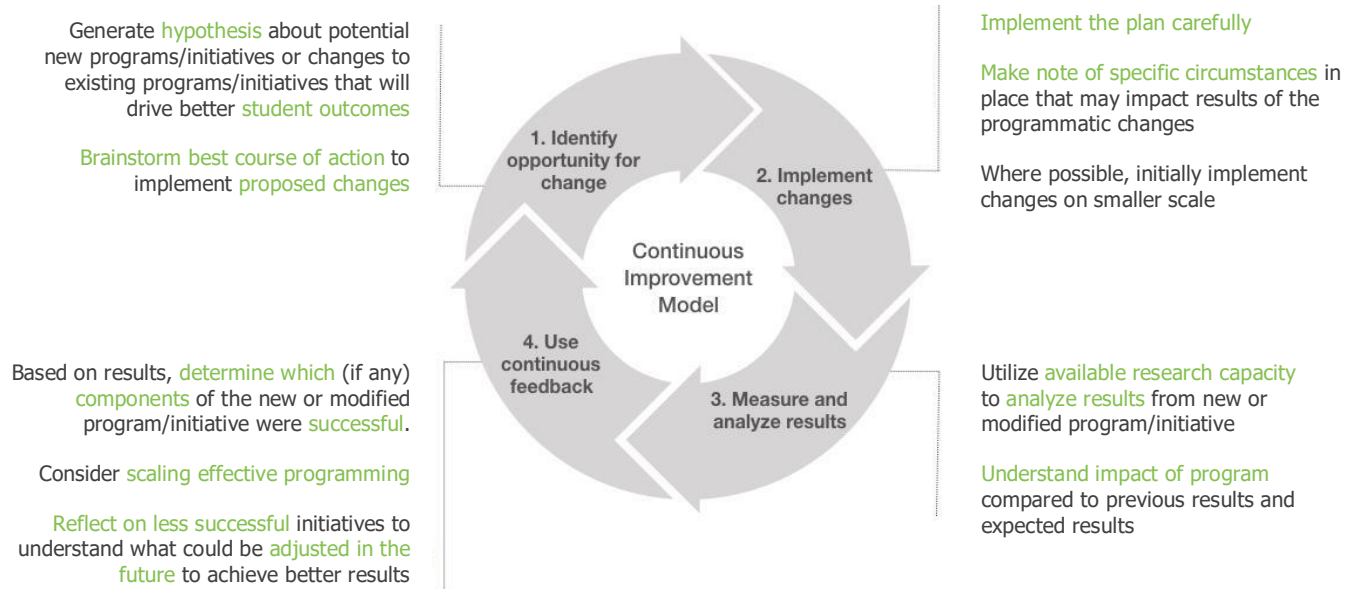 Generate hypothesis about potential
new programs/initiatives or changes to
existing programs/initiatives that will
drive better student outcomes
Brainstorm best course of action to
implement proposed changes
1. Identify
opportunity for
change
Implement the plan carefully
Make note of specific circumstances in
place that may impact results of the
programmatic changes
Where possible, initially implement
changes on smaller scale
2. Implement
changes
Continuous
Improvement
Model
Utilize available research capacity
to analyze results from new or
modified program/initiative
Understand impact of program
compared to previous results and
expected results
3. Measure and
analyze results
4. Use
continuous
feedback
Based on results, determine which (if any)
components of the new or modified
program/initiative were successful.
Consider scaling effective programming
Reflect on less successful initiatives to
understand what could be adjusted in the
future to achieve better results